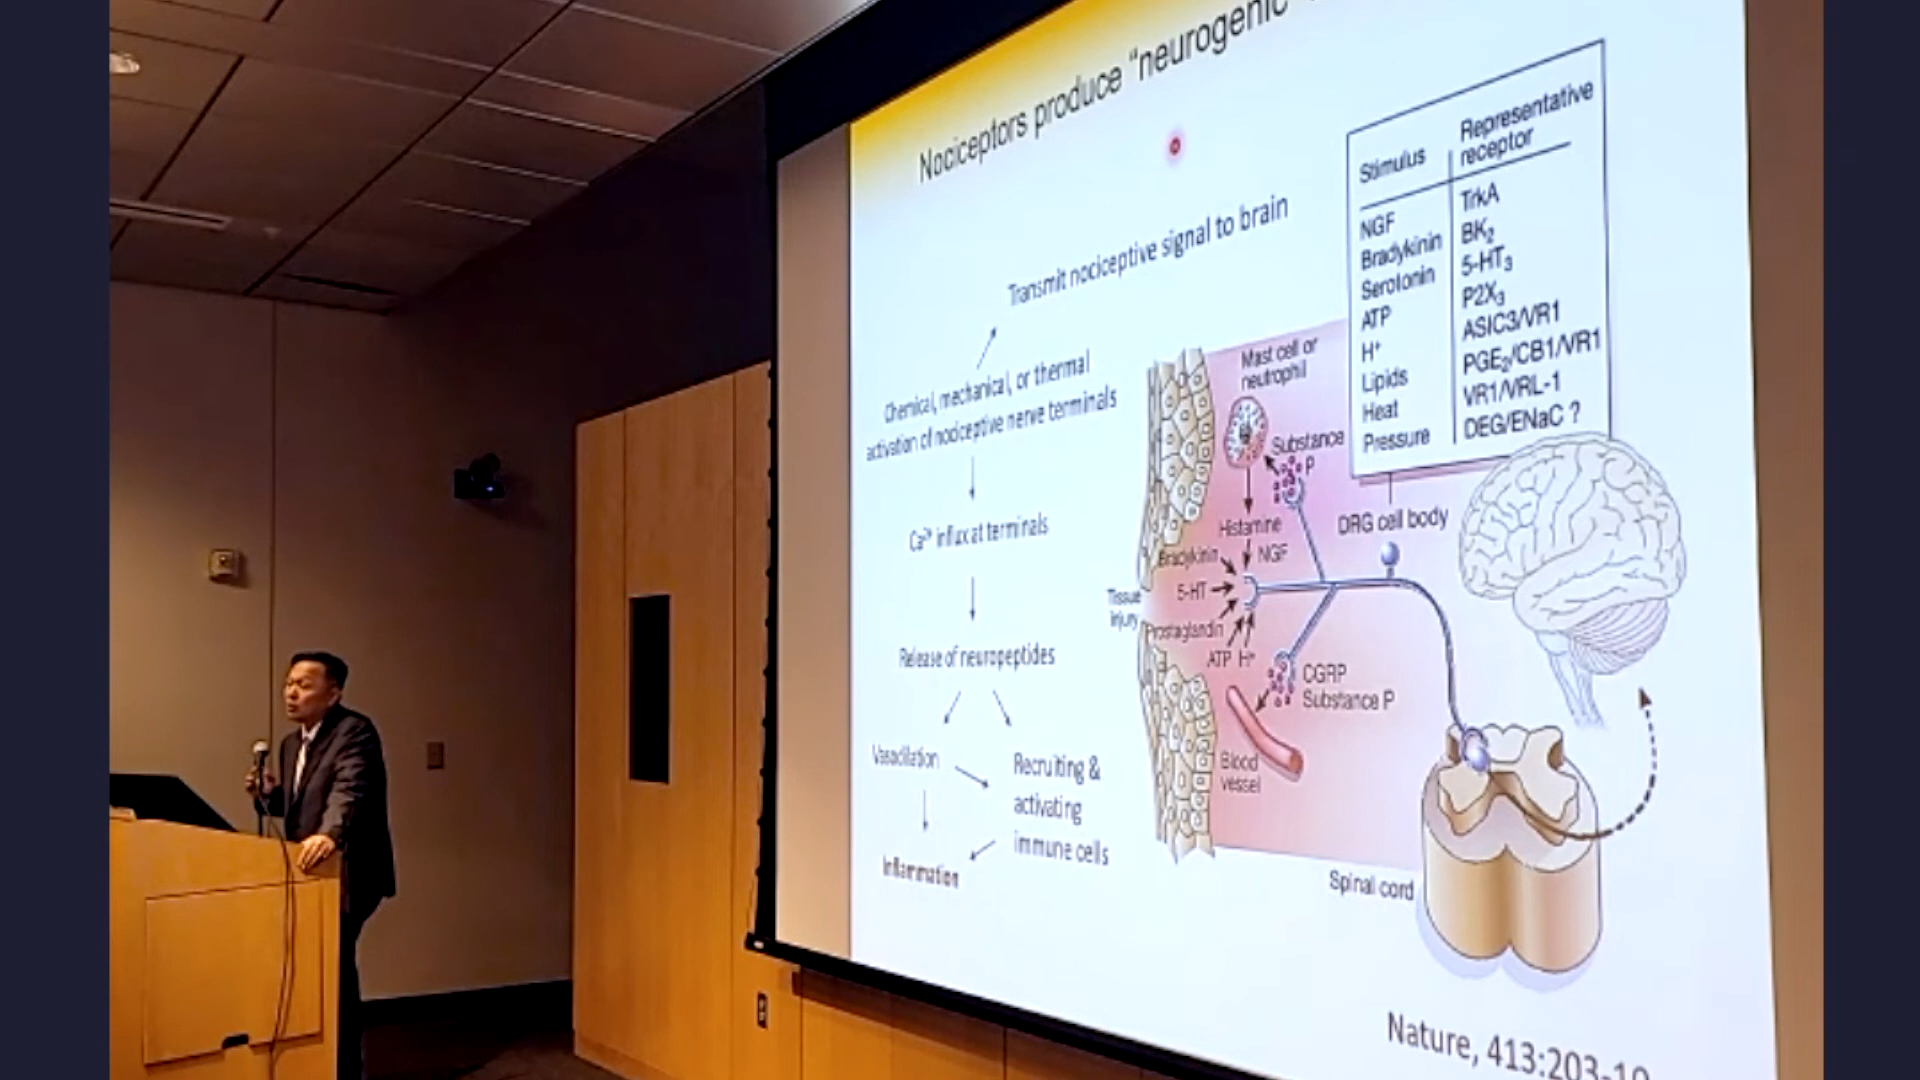 Nociceptors produce "neurogenic"
Transmit nociceptive signal to brain
Chemical, mechanical, or thermal
activation of nociceptive nerve terminals
Ca²⁺ influx at terminals
Release of neuropeptides
Vasodilation
Recruiting &
activating
immune cells
Inflammation
Stimulus
Representative
receptor
NGF TrkA
Bradykinin BK₂
Serotonin 5-HT₃
ATP P2X₃
H⁺ ASIC3/VR1
Lipids PGE₂/CB1/VR1
Heat VR1/VRL-1
Pressure DEG/ENaC ?
Mast cell or
neutrophil
Substance
P
Histamine
NGF
Bradykinin
5-HT
Prostaglandin
ATP H⁺
Tissue
injury
DRG cell body
CGRP
Substance P
Blood
vessel
Spinal cord
Nature, 413:203-10